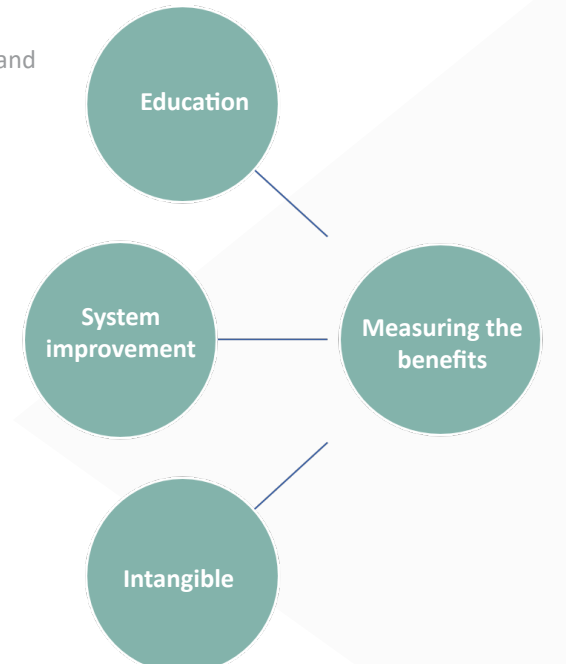 and
Education
System
improvement
Measuring the
benefits
Intangible